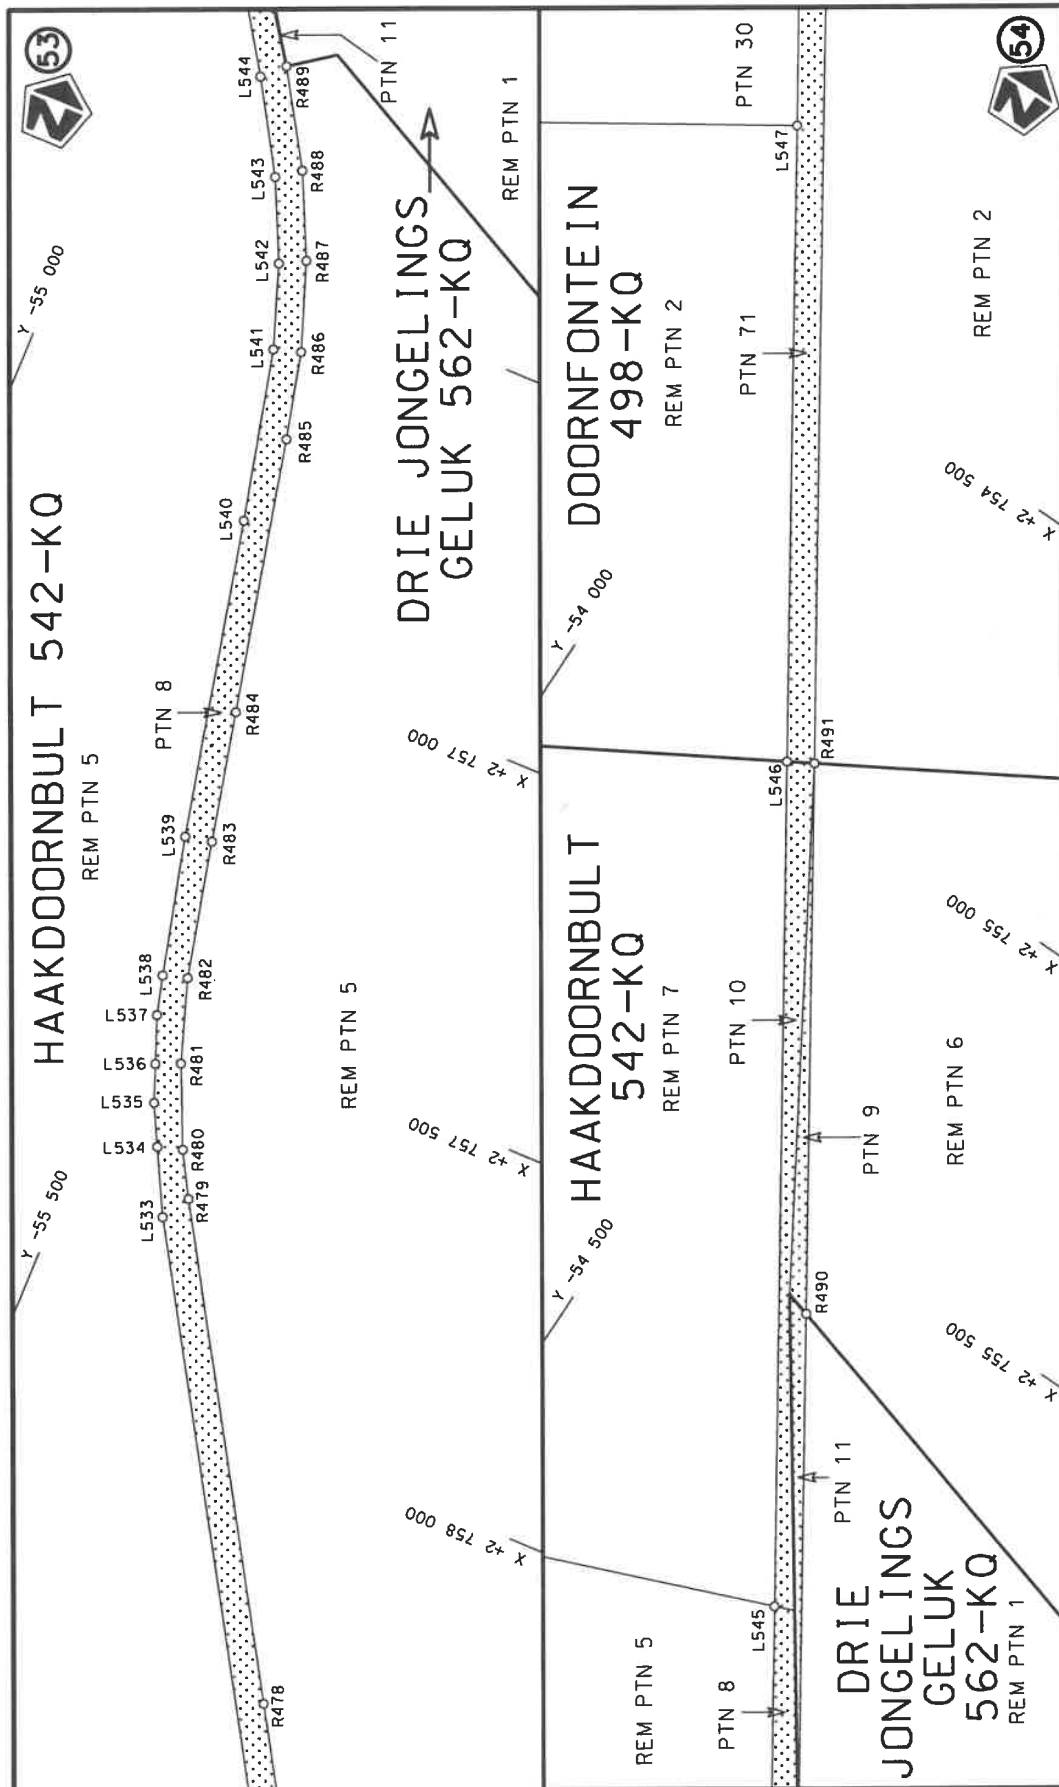 HAAKDOORNBULT 542-KQ
REM PTN 5
53
Y -55 500
Y -55 000
L533
L534
L535
L536
L537
L538
L539
PTN 8
L540
L541
L542
L543
L544
R478
R479
R480
R481
R482
R483
R484
R485
R486
R487
R488
R489
PTN 11
REM PTN 5
DRIE JONGELINGS
GELUK 562-KQ
REM PTN 1
X +2 758 000
X +2 757 500
X +2 757 000
54
Y -54 500
Y -54 000
HAAKDOORNBULT
542-KQ
REM PTN 7
DOORNFONTEIN
498-KQ
REM PTN 2
REM PTN 5
PTN 8
L545
PTN 10
L546
PTN 71
L547
PTN 30
PTN 11
R490
PTN 9
R491
DRIE
JONGELINGS
GELUK
562-KQ
REM PTN 1
REM PTN 6
REM PTN 2
X +2 755 500
X +2 755 000
X +2 754 500